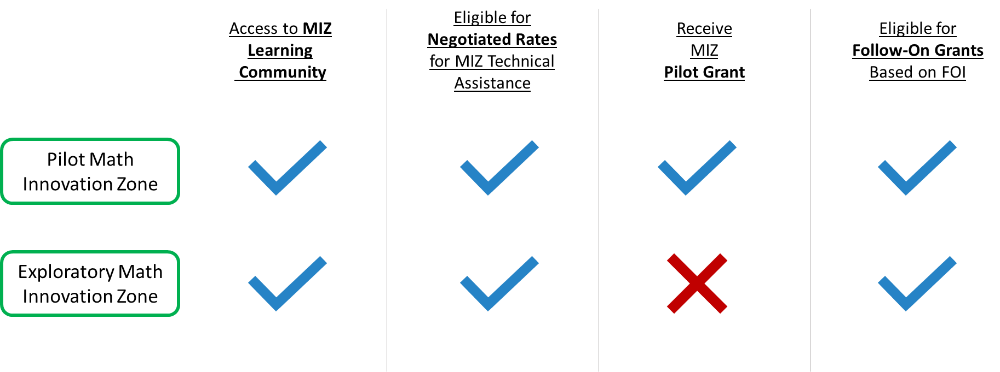 Access to MIZ
Learning
Community
Eligible for
Negotiated Rates
for MIZ Technical
Assistance
Receive
MIZ
Pilot Grant
Eligible for
Follow-On Grants
Based on FOI
Pilot Math
Innovation Zone
Exploratory Math
Innovation Zone